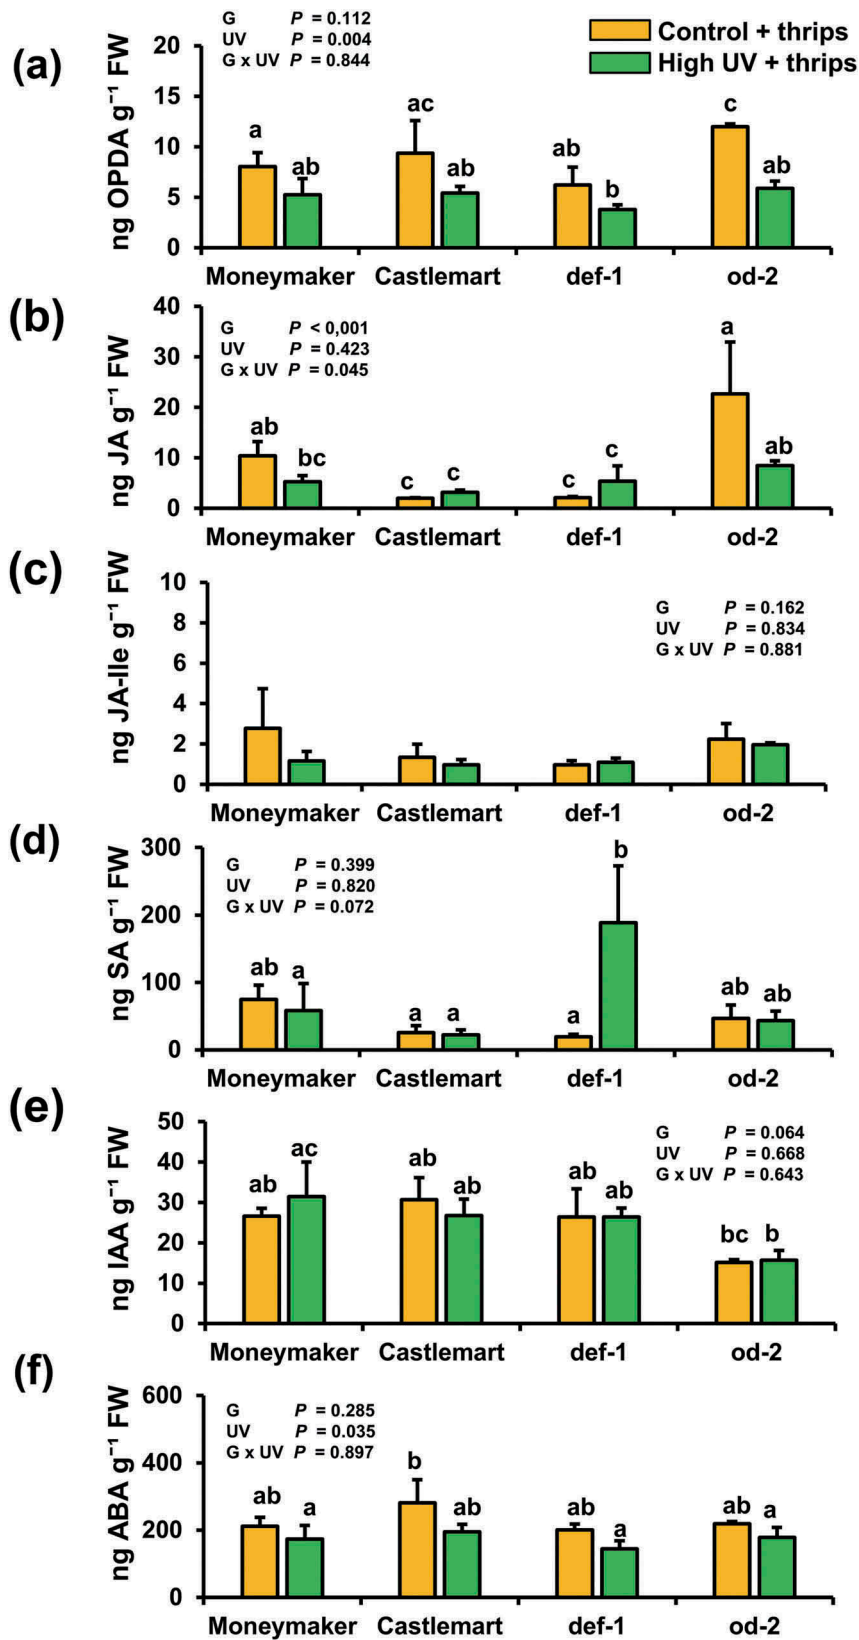 G P = 0.112
UV P = 0.004
G x UV P = 0.844
Control + thrips
High UV + thrips
(a)
ng OPDA g⁻¹ FW
20
15
10
5
0
a ab ac ab ab b c ab
Moneymaker Castlemart def-1 od-2
(b)
ng JA g⁻¹ FW
40
30
20
10
0
G P < 0,001
UV P = 0.423
G x UV P = 0.045
ab bc c c c c a ab
Moneymaker Castlemart def-1 od-2
(c)
ng JA-Ile g⁻¹ FW
10
8
6
4
2
0
G P = 0.162
UV P = 0.834
G x UV P = 0.881
Moneymaker Castlemart def-1 od-2
(d)
ng SA g⁻¹ FW
300
200
100
0
G P = 0.399
UV P = 0.820
G x UV P = 0.072
ab a a a a b ab ab
Moneymaker Castlemart def-1 od-2
(e)
ng IAA g⁻¹ FW
50
40
30
20
10
0
G P = 0.064
UV P = 0.668
G x UV P = 0.643
ab ac ab ab ab ab bc b
Moneymaker Castlemart def-1 od-2
(f)
ng ABA g⁻¹ FW
600
400
200
0
G P = 0.285
UV P = 0.035
G x UV P = 0.897
ab a b ab ab a ab a
Moneymaker Castlemart def-1 od-2